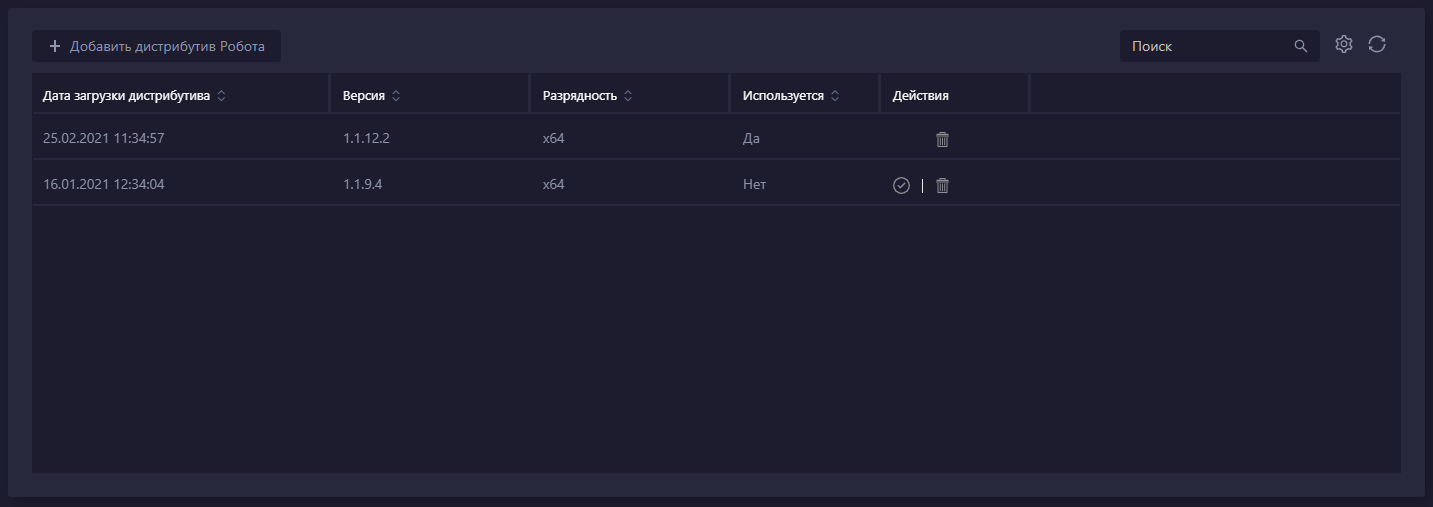 Добавить дистрибутив Робота
Поиск
Дата загрузки дистрибутива Версия Разрядность Используется Действия
25.02.2021 11:34:57 1.1.12.2 x64 Да
16.01.2021 12:34:04 1.1.9.4 x64 Нет